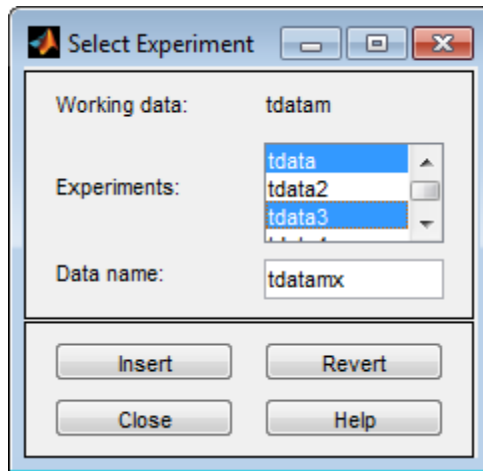 Select Experiment
Working data: tdatam
Experiments:
tdata
tdata2
tdata3
Data name: tdatamx
Insert Revert
Close Help